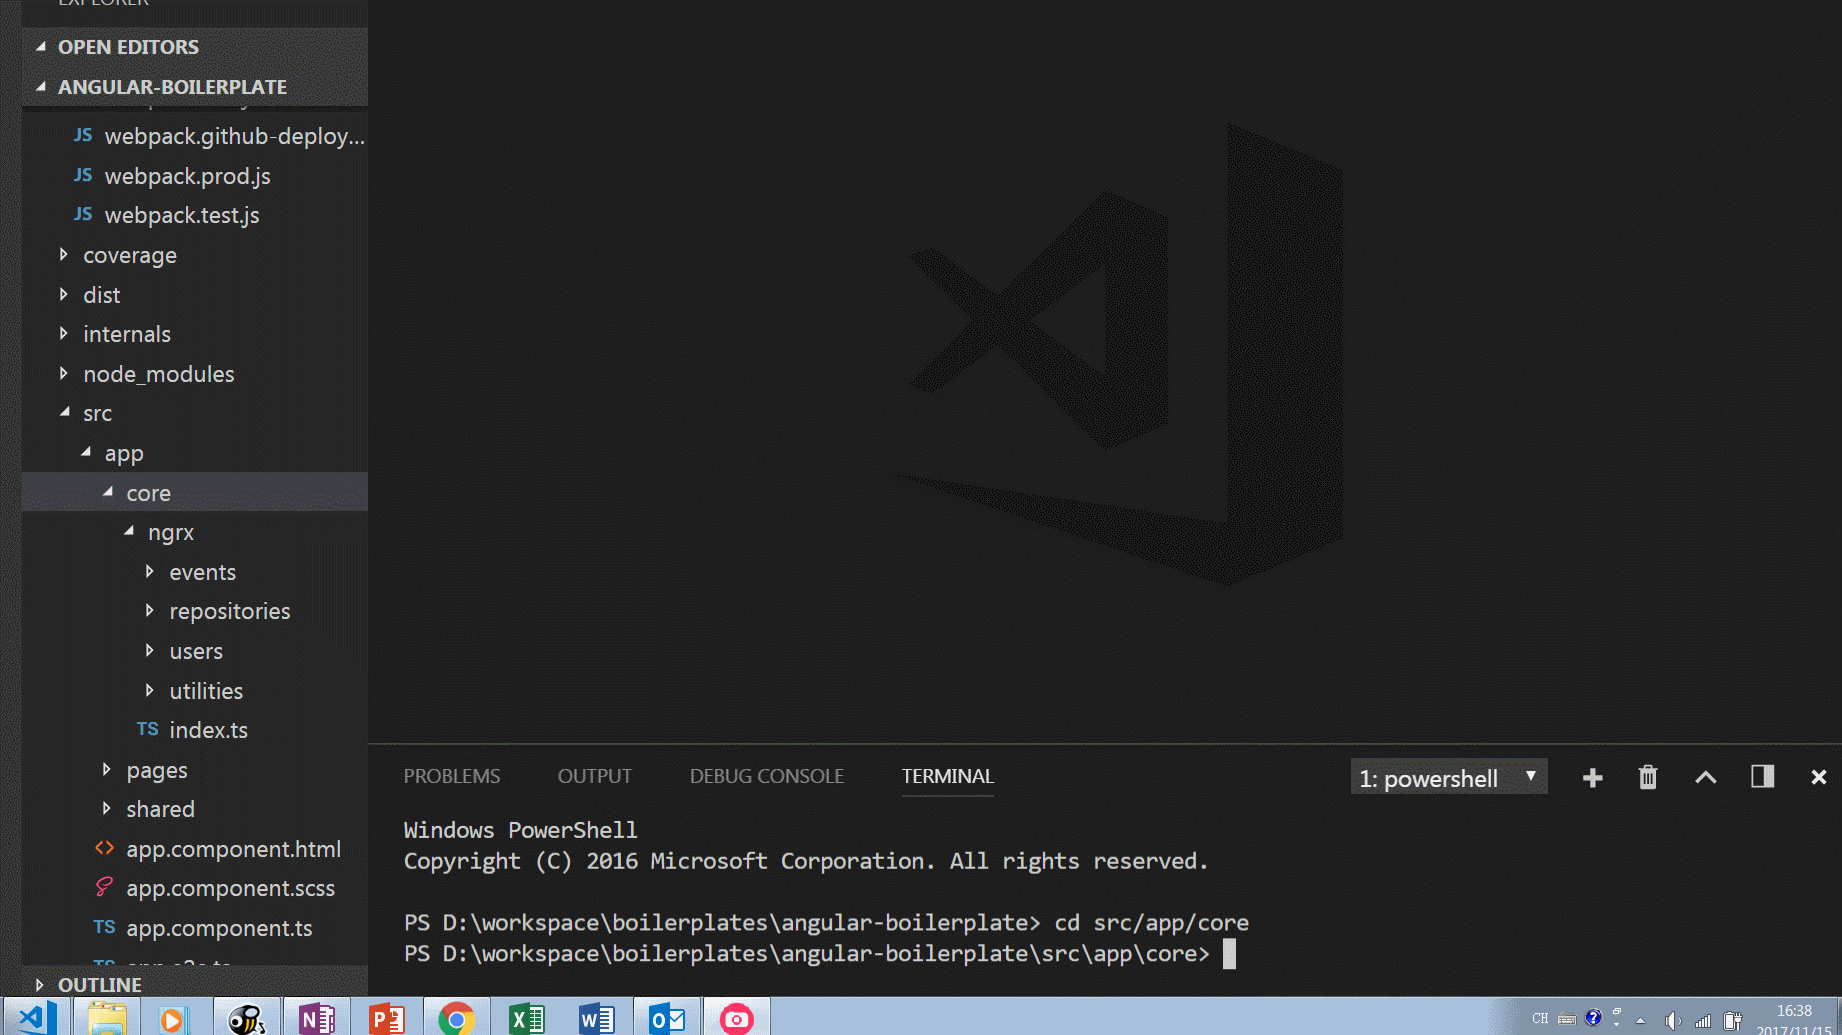 EXPLORER
OPEN EDITORS
ANGULAR-BOILERPLATE
JS webpack.github-deploy...
JS webpack.prod.js
JS webpack.test.js
coverage
dist
internals
node_modules
src
app
core
ngrx
events
repositories
users
utilities
TS index.ts
pages
shared
<> app.component.html
app.component.scss
TS app.component.ts
OUTLINE
PROBLEMS OUTPUT DEBUG CONSOLE TERMINAL
1: powershell
Windows PowerShell
Copyright (C) 2016 Microsoft Corporation. All rights reserved.
PS D:\workspace\boilerplates\angular-boilerplate> cd src/app/core
PS D:\workspace\boilerplates\angular-boilerplate\src\app\core>
CH
16:38
2017/11/15